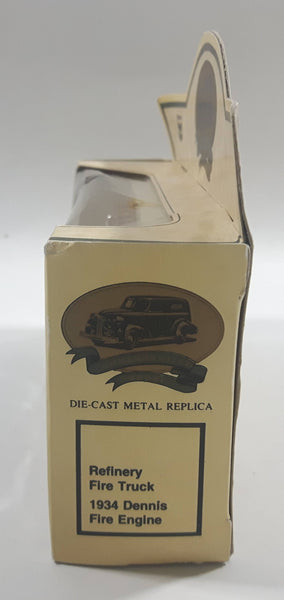 DIE-CAST METAL REPLICA
Refinery
Fire Truck
1934 Dennis
Fire Engine